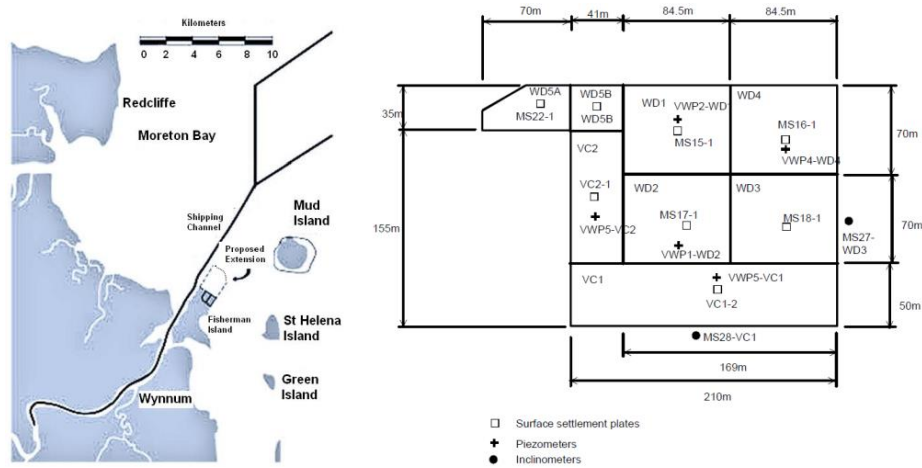 Kilometers
0 2 4 6 8 10
Redcliffe
Moreton Bay
Mud
Island
Shipping
Channel
Proposed
Extension
Fisherman
Island
St Helena
Island
Green
Island
Wynnum
70m
41m
84.5m
84.5m
35m
155m
WD5A
MS22-1
WD5B
WD5B
WD1
VWP2-WD1
MS15-1
WD4
MS16-1
VWP4-WD4
70m
VC2
VC2-1
VWP5-VC2
WD2
MS17-1
VWP1-WD2
WD3
MS18-1
MS27-
WD3
70m
VC1
VWP5-VC1
VC1-2
50m
MS28-VC1
169m
210m
Surface settlement plates
Piezometers
Inclinometers